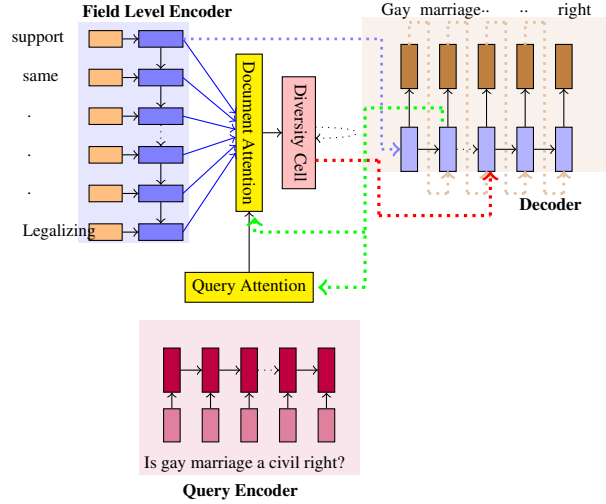 Field Level Encoder
Gay marriage·· ·· right
support
same
.
.
.
Legalizing
Document Attention
Diversity Cell
Decoder
Query Attention
Is gay marriage a civil right?
Query Encoder